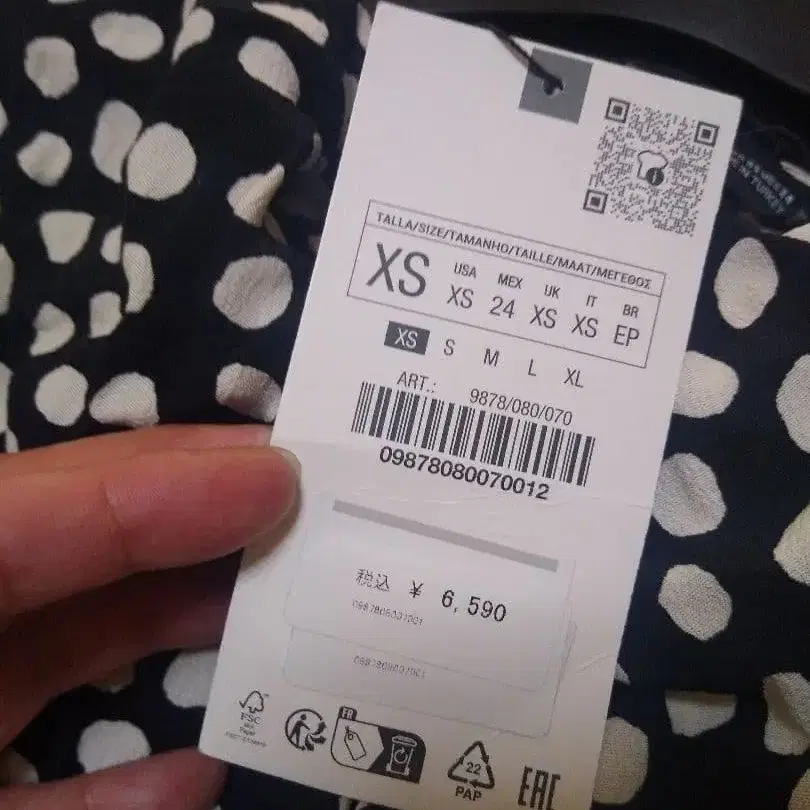 TALLA/SIZE/TAMANHO/TAILLE/MAAT/ΜΕΓΕΘΟΣ
XS
USA MEX UK IT BR
XS 24 XS XS EP
XS S M L XL
ART.: 9878/080/070
09878080070012
税込 ¥ 6,590
FSC
FR
22
PAP
EAC